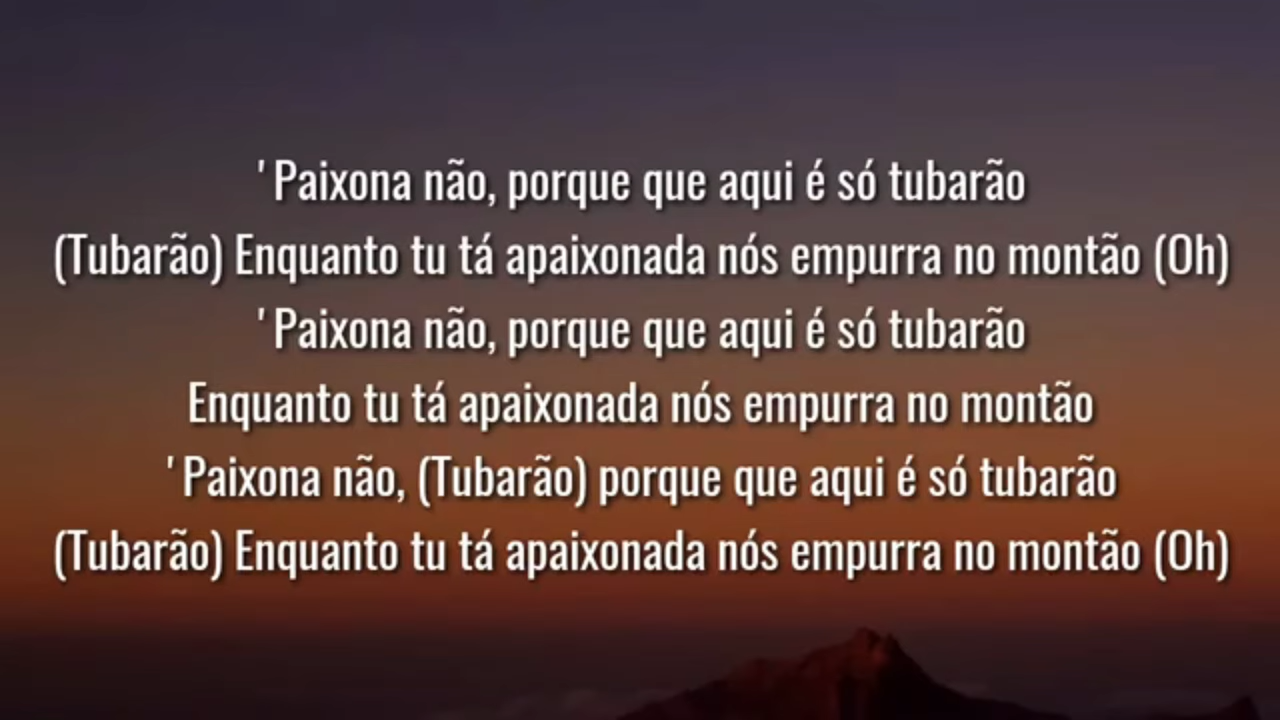 'Paixona não, porque que aqui é só tubarão
(Tubarão) Enquanto tu tá apaixonada nós empurra no montão (Oh)
'Paixona não, porque que aqui é só tubarão
Enquanto tu tá apaixonada nós empurra no montão
'Paixona não, (Tubarão) porque que aqui é só tubarão
(Tubarão) Enquanto tu tá apaixonada nós empurra no montão (Oh)